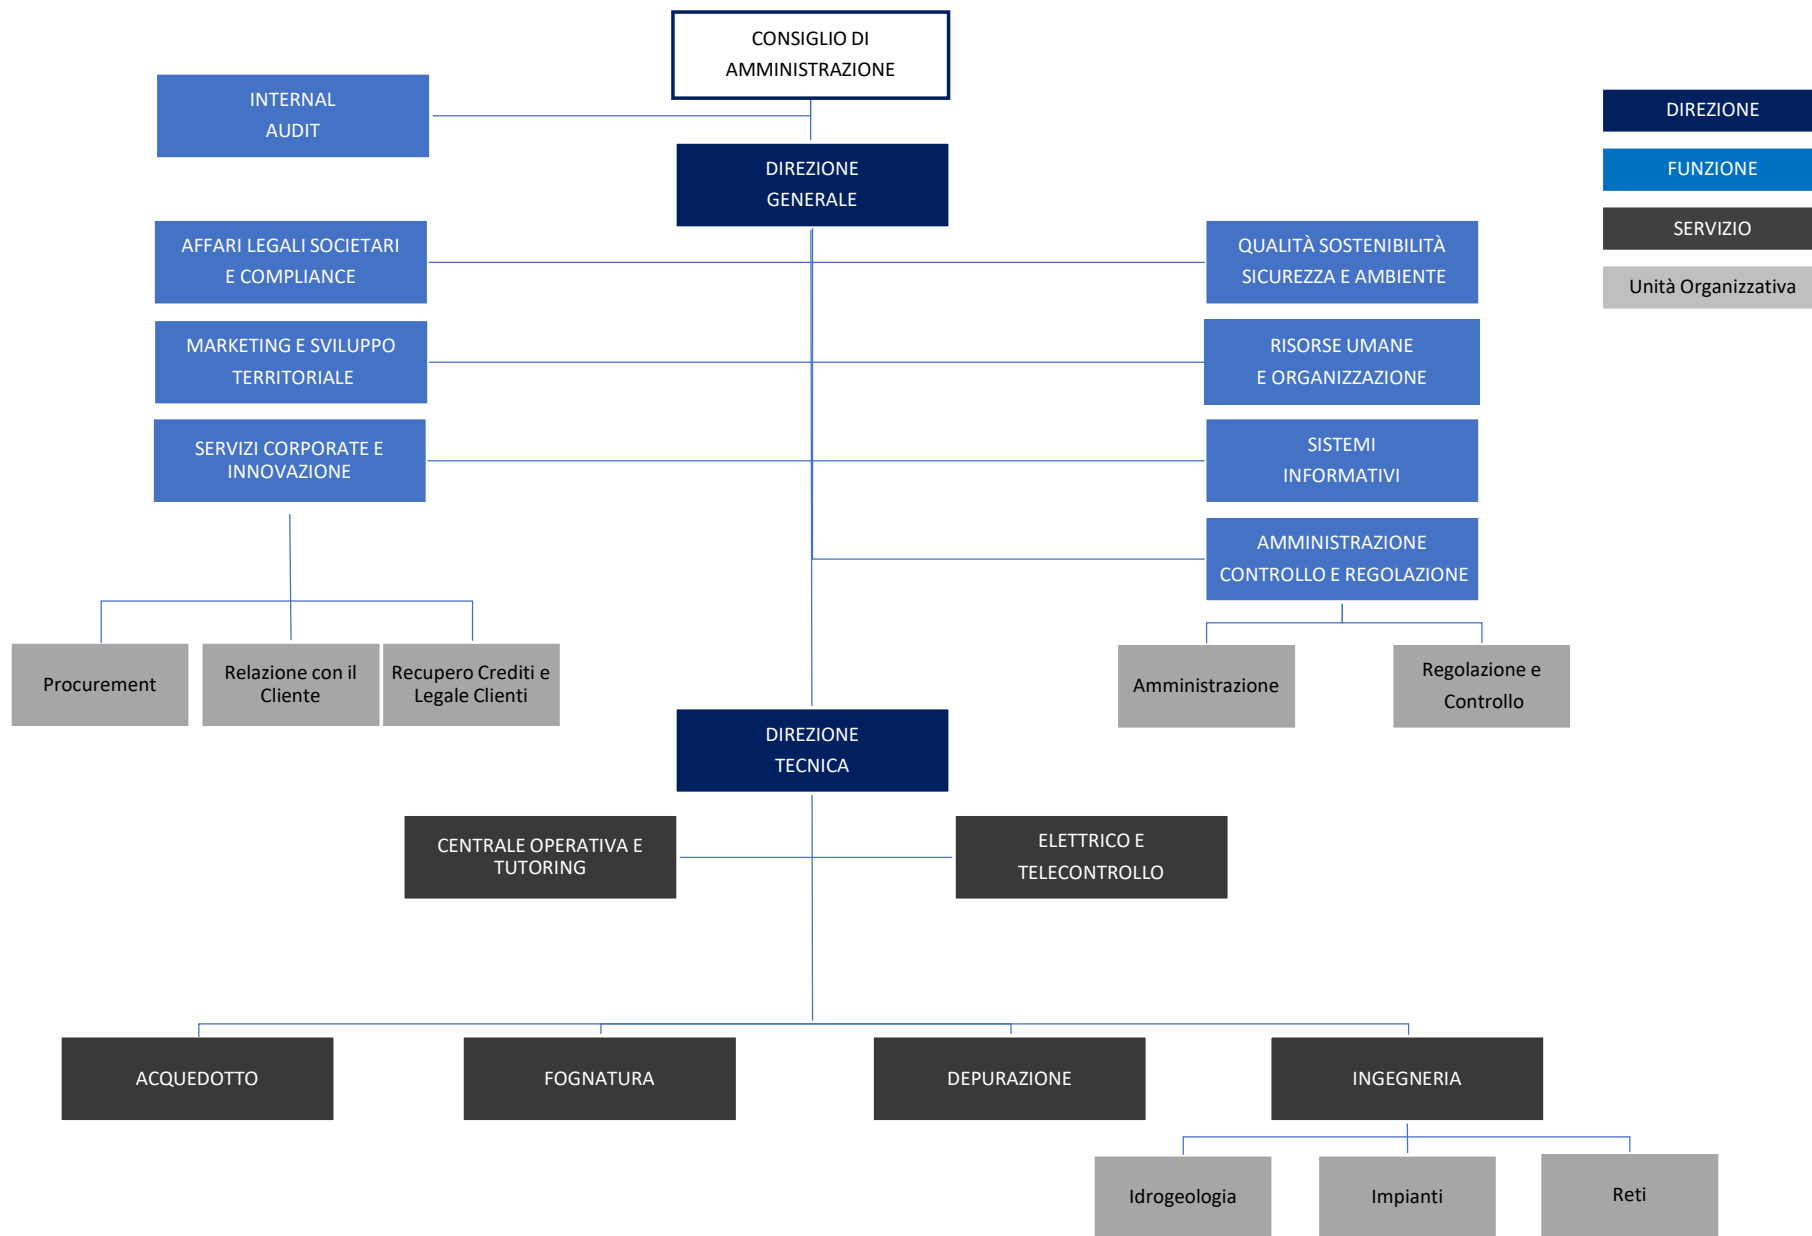 CONSIGLIO DI
AMMINISTRAZIONE
INTERNAL
AUDIT
DIREZIONE
GENERALE
DIREZIONE
FUNZIONE
SERVIZIO
Unità Organizzativa
AFFARI LEGALI SOCIETARI
E COMPLIANCE
QUALITÀ SOSTENIBILITÀ
SICUREZZA E AMBIENTE
MARKETING E SVILUPPO
TERRITORIALE
RISORSE UMANE
E ORGANIZZAZIONE
SERVIZI CORPORATE E
INNOVAZIONE
SISTEMI
INFORMATIVI
AMMINISTRAZIONE
CONTROLLO E REGOLAZIONE
Procurement
Relazione con il
Cliente
Recupero Crediti e
Legale Clienti
Amministrazione
Regolazione e
Controllo
DIREZIONE
TECNICA
CENTRALE OPERATIVA E
TUTORING
ELETTRICO E
TELECONTROLLO
ACQUEDOTTO
FOGNATURA
DEPURAZIONE
INGEGNERIA
Idrogeologia
Impianti
Reti